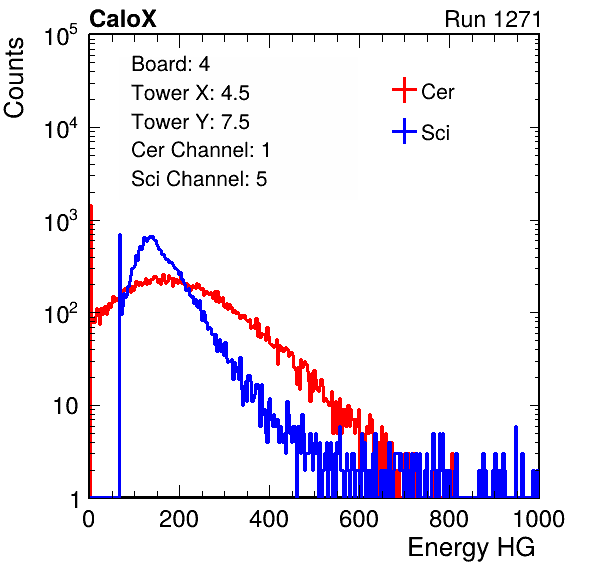 CaloX Run 1271
Counts
Board: 4
Tower X: 4.5
Tower Y: 7.5
Cer Channel: 1
Sci Channel: 5
Cer
Sci
10^5
10^4
10^3
10^2
10
1
0 200 400 600 800 1000
Energy HG